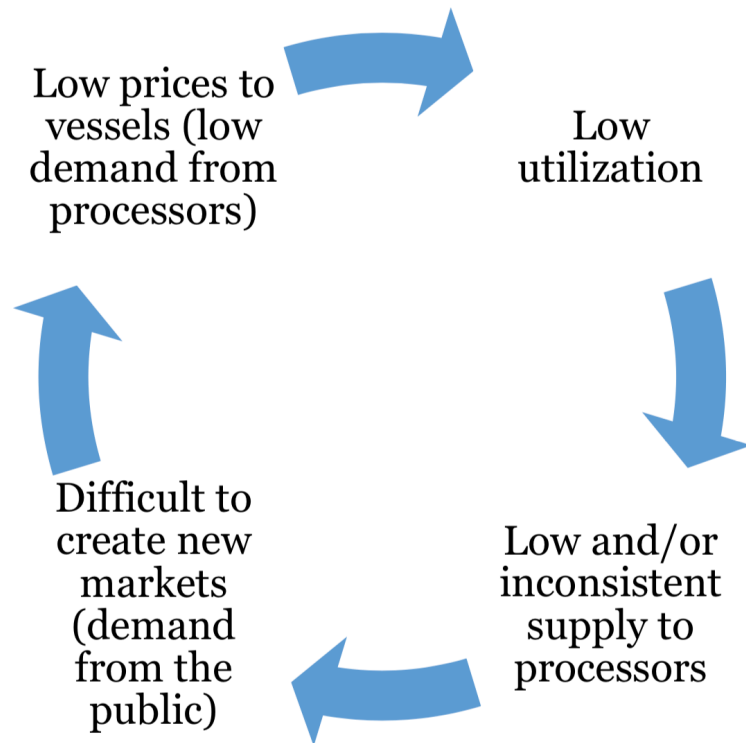 Low prices to
vessels (low
demand from
processors)
Low
utilization
Low and/or
inconsistent
supply to
processors
Difficult to
create new
markets
(demand
from the
public)